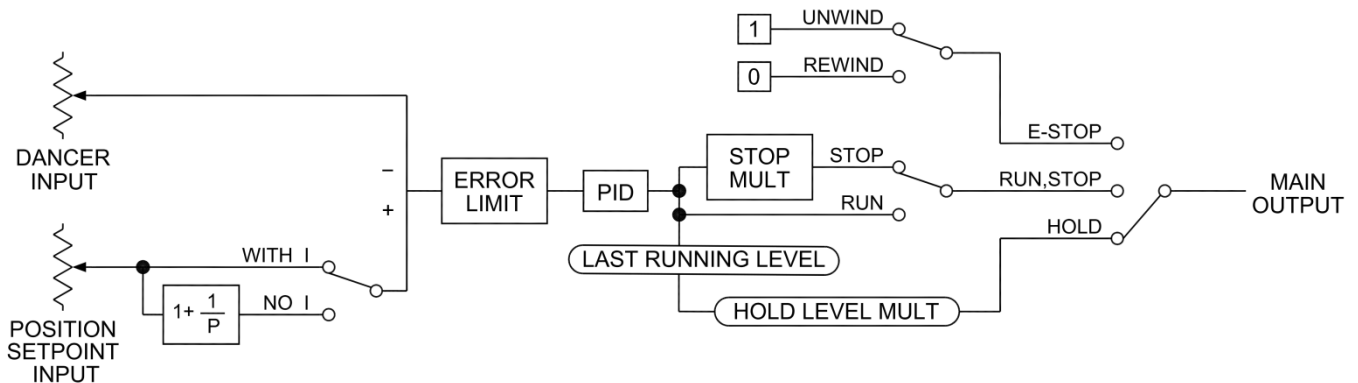 1
UNWIND
0
REWIND
DANCER
INPUT
E-STOP
–
+
ERROR
LIMIT
PID
STOP
MULT
STOP
RUN
RUN,STOP
HOLD
MAIN
OUTPUT
WITH I
NO I
1+ 1/P
LAST RUNNING LEVEL
HOLD LEVEL MULT
POSITION
SETPOINT
INPUT